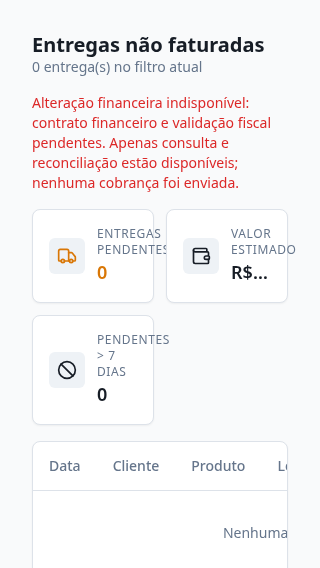 Entregas não faturadas
0 entrega(s) no filtro atual
Alteração financeira indisponível:
contrato financeiro e validação fiscal
pendentes. Apenas consulta e
reconciliação estão disponíveis;
nenhuma cobrança foi enviada.
ENTREGAS
PENDENTES
0
VALOR
ESTIMADO
R$...
PENDENTES
> 7
DIAS
0
Data Cliente Produto
Nenhuma